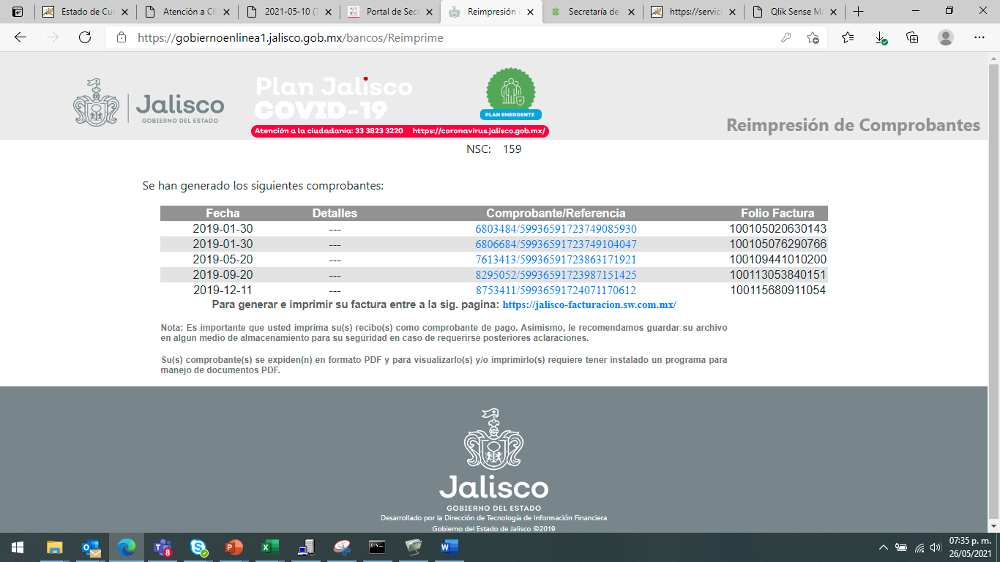 Estado de Cue
Atención a Cl
2021-05-10 (7
Portal de Secr
Reimpresión
Secretaría de
https://servici
Qlik Sense M
https://gobiernoenlinea1.jalisco.gob.mx/bancos/Reimprime
Jalisco
GOBIERNO DEL ESTADO
Plan Jalisco
COVID-19
Atención a la ciudadanía: 33 3823 3220 https://coronavirus.jalisco.gob.mx/
PLAN EMERGENTE
Reimpresión de Comprobantes
NSC: 159
Se han generado los siguientes comprobantes:
Fecha Detalles Comprobante/Referencia Folio Factura
2019-01-30 --- 6803484/59936591723749085930 100105020630143
2019-01-30 --- 6806684/59936591723749104047 100105076290766
2019-05-20 --- 7613413/59936591723863171921 100109441010200
2019-09-20 --- 8295052/59936591723987151425 100113053840151
2019-12-11 --- 8753411/59936591724071170612 100115680911054
Para generar e imprimir su factura entre a la sig. pagina: https://jalisco-facturacion.sw.com.mx/
Nota: Es importante que usted imprima su(s) recibo(s) como comprobante de pago. Asimismo, le recomendamos guardar su archivo
en algun medio de almacenamiento para su seguridad en caso de requerirse posteriores aclaraciones.
Su(s) comprobante(s) se expiden(n) en formato PDF y para visualizarlo(s) y/o imprimirlo(s) requiere tener instalado un programa para
manejo de documentos PDF.
Jalisco
GOBIERNO DEL ESTADO
Desarrollado por la Dirección de Tecnología de Información Financiera
Gobierno del Estado de Jalisco ©2019
8
07:35 p. m.
26/05/2021